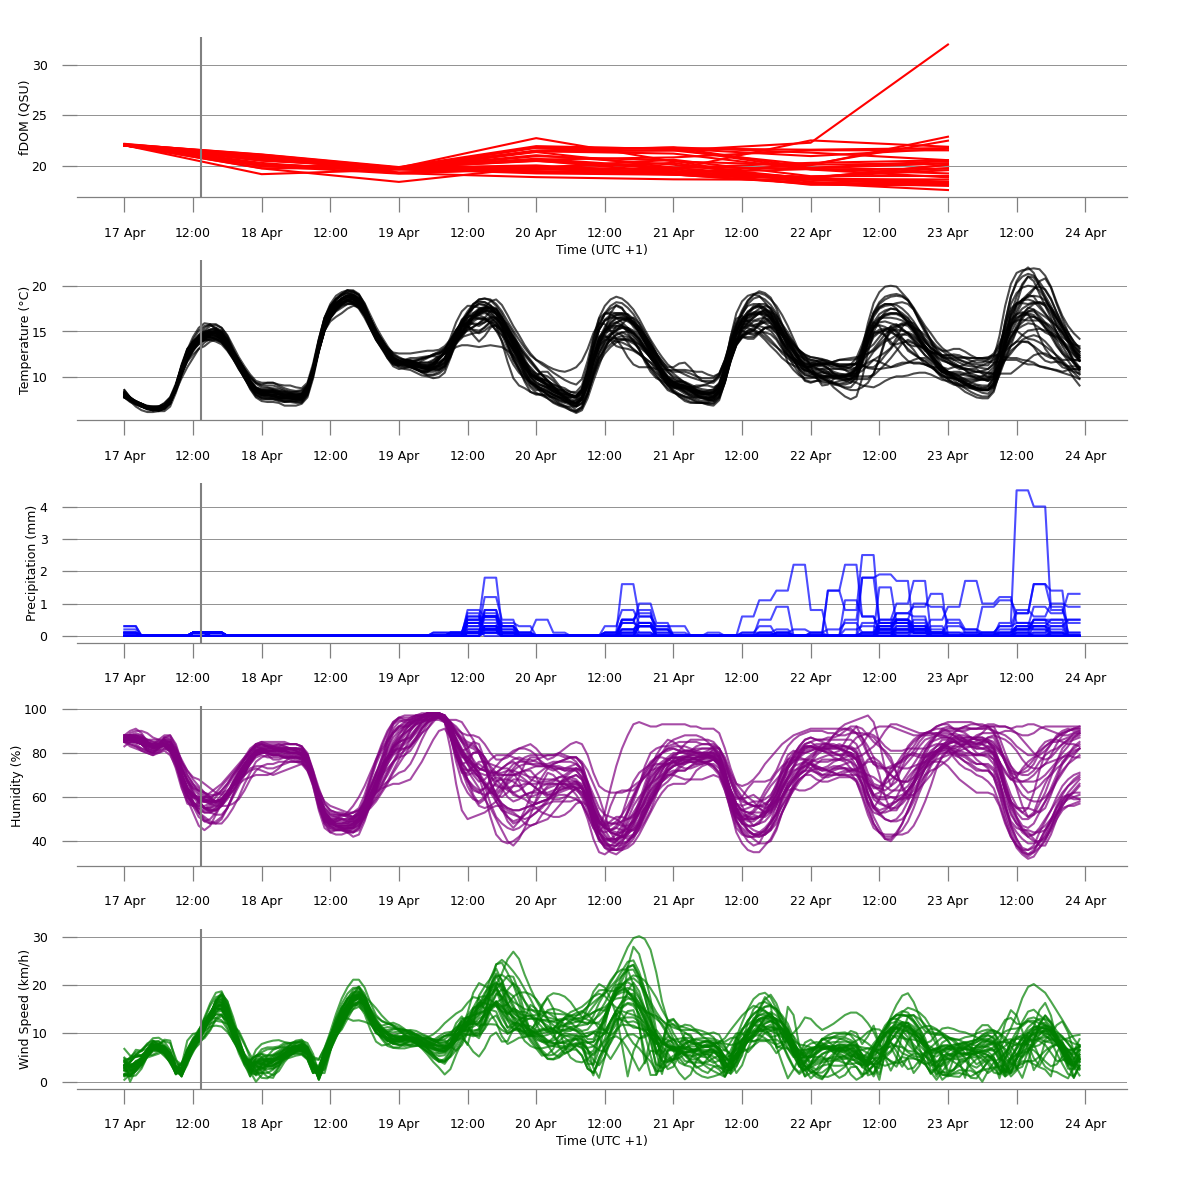 fDOM (QSU)
30
25
20
17 Apr 12:00 18 Apr 12:00 19 Apr 12:00 20 Apr 12:00 21 Apr 12:00 22 Apr 12:00 23 Apr 12:00 24 Apr
Time (UTC +1)
Temperature (°C)
20
15
10
17 Apr 12:00 18 Apr 12:00 19 Apr 12:00 20 Apr 12:00 21 Apr 12:00 22 Apr 12:00 23 Apr 12:00 24 Apr
Precipitation (mm)
4
3
2
1
0
17 Apr 12:00 18 Apr 12:00 19 Apr 12:00 20 Apr 12:00 21 Apr 12:00 22 Apr 12:00 23 Apr 12:00 24 Apr
Humidity (%)
100
80
60
40
17 Apr 12:00 18 Apr 12:00 19 Apr 12:00 20 Apr 12:00 21 Apr 12:00 22 Apr 12:00 23 Apr 12:00 24 Apr
Wind Speed (km/h)
30
20
10
0
17 Apr 12:00 18 Apr 12:00 19 Apr 12:00 20 Apr 12:00 21 Apr 12:00 22 Apr 12:00 23 Apr 12:00 24 Apr
Time (UTC +1)